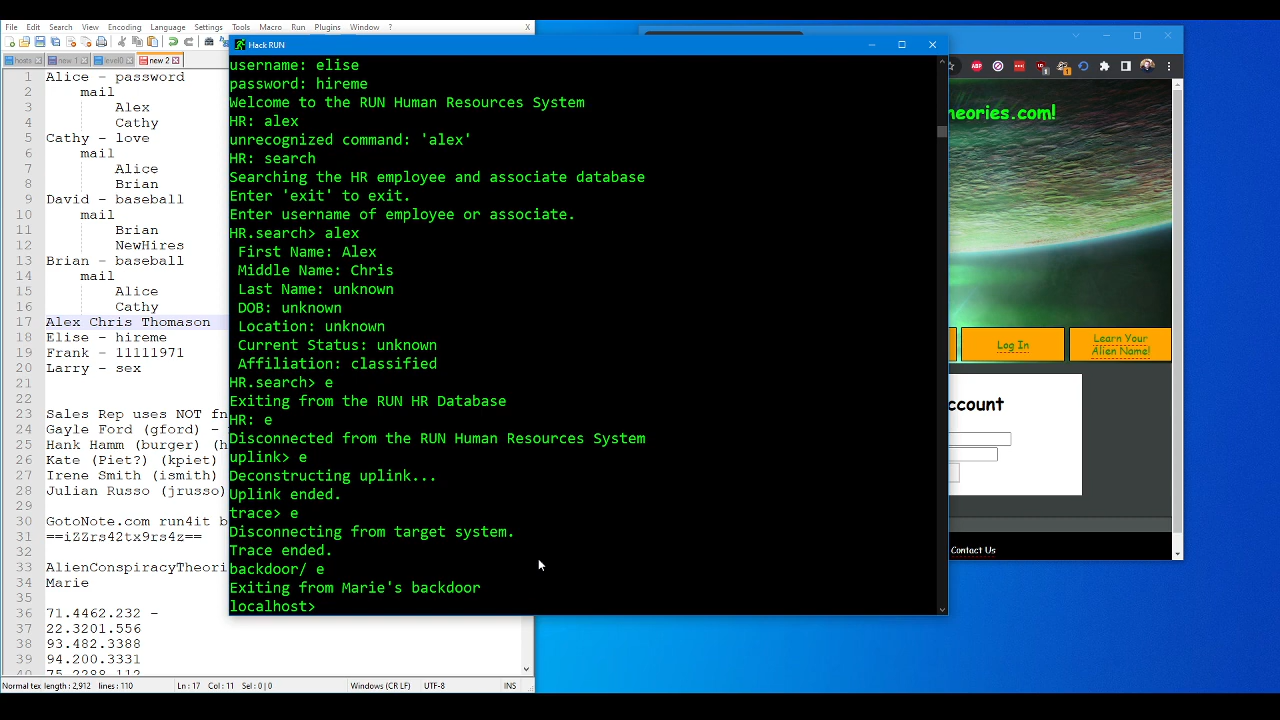 File Edit Search View Encoding Language Settings Tools Macro Run Plugins Window ? X
new 1
new 2
Alice - password
mail
Alex
Cathy
Cathy - love
mail
Alice
Brian
David - baseball
mail
Brian
NewHires
Brian - baseball
mail
Alice
Cathy
Alex Chris Thomason
Elise - hireme
Frank - 11111971
Larry - sex
Sales Rep uses NOT fn
Gayle Ford (gford) -
Hank Hamm (burger) (h
Kate (Piet?) (kpiet)
Irene Smith (ismith)
Julian Russo (jrusso)
GotoNote.com run4it b
==iZZrs42tx9rs4z==
AlienConspiracyTheori
Marie
71.4462.232 -
22.3201.556
93.482.3388
94.200.3331
75.2288.112
1
2
3
4
5
6
7
8
9
10
11
12
13
14
15
16
17
18
19
20
21
22
23
24
25
26
27
28
29
30
31
32
33
34
35
36
37
38
39
40
Normal tex length : 2,912 lines : 110 Ln : 17 Col : 11 Sel : 0 | 0 Windows (CR LF) UTF-8 INS
Hack RUN
username: elise
password: hireme
Welcome to the RUN Human Resources System
HR: alex
unrecognized command: 'alex'
HR: search
Searching the HR employee and associate database
Enter 'exit' to exit.
Enter username of employee or associate.
HR.search> alex
First Name: Alex
Middle Name: Chris
Last Name: unknown
DOB: unknown
Location: unknown
Current Status: unknown
Affiliation: classified
HR.search> e
Exiting from the RUN HR Database
HR: e
Disconnected from the RUN Human Resources System
uplink> e
Deconstructing uplink...
Uplink ended.
trace> e
Disconnecting from target system.
Trace ended.
backdoor/ e
Exiting from Marie's backdoor
localhost>
ABP
eories.com!
Log In
Learn Your
Alien Name!
ccount
Contact Us